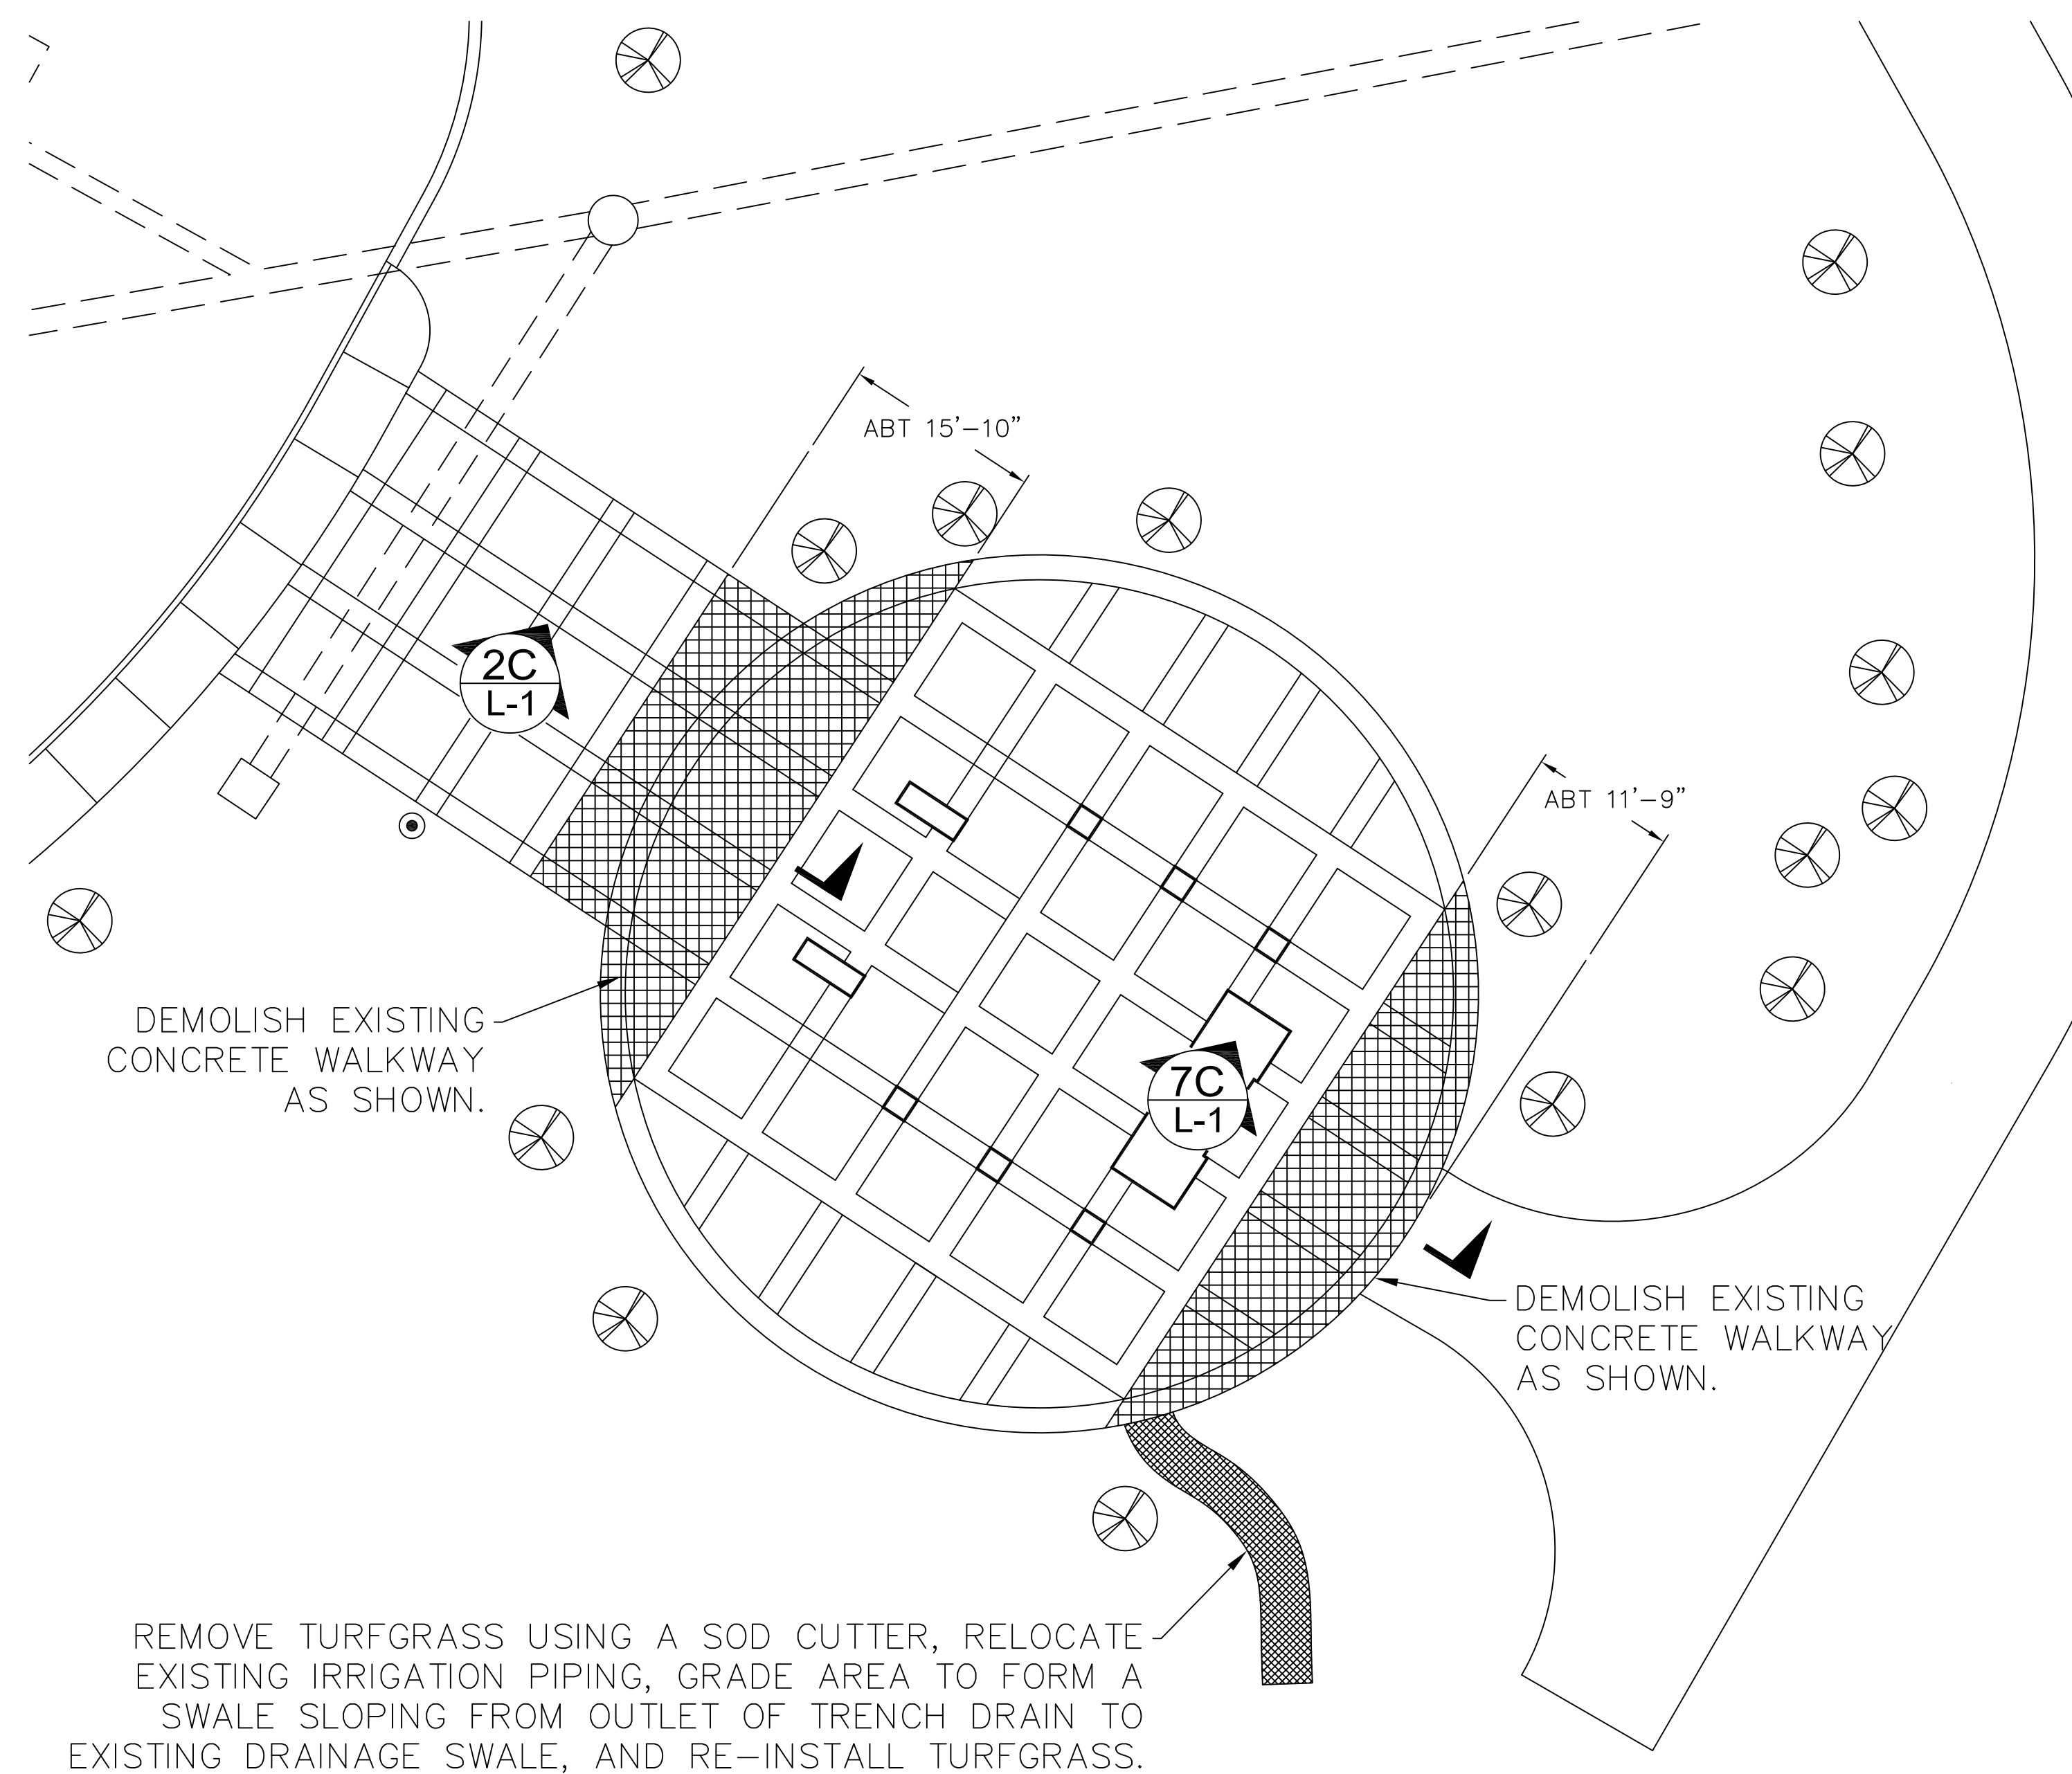 ABT 15'–10"
2C
L-1
ABT 11'–9"
DEMOLISH EXISTING
CONCRETE WALKWAY
AS SHOWN.
7C
L-1
DEMOLISH EXISTING
CONCRETE WALKWAY
AS SHOWN.
REMOVE TURFGRASS USING A SOD CUTTER, RELOCATE
EXISTING IRRIGATION PIPING, GRADE AREA TO FORM A
SWALE SLOPING FROM OUTLET OF TRENCH DRAIN TO
EXISTING DRAINAGE SWALE, AND RE–INSTALL TURFGRASS.